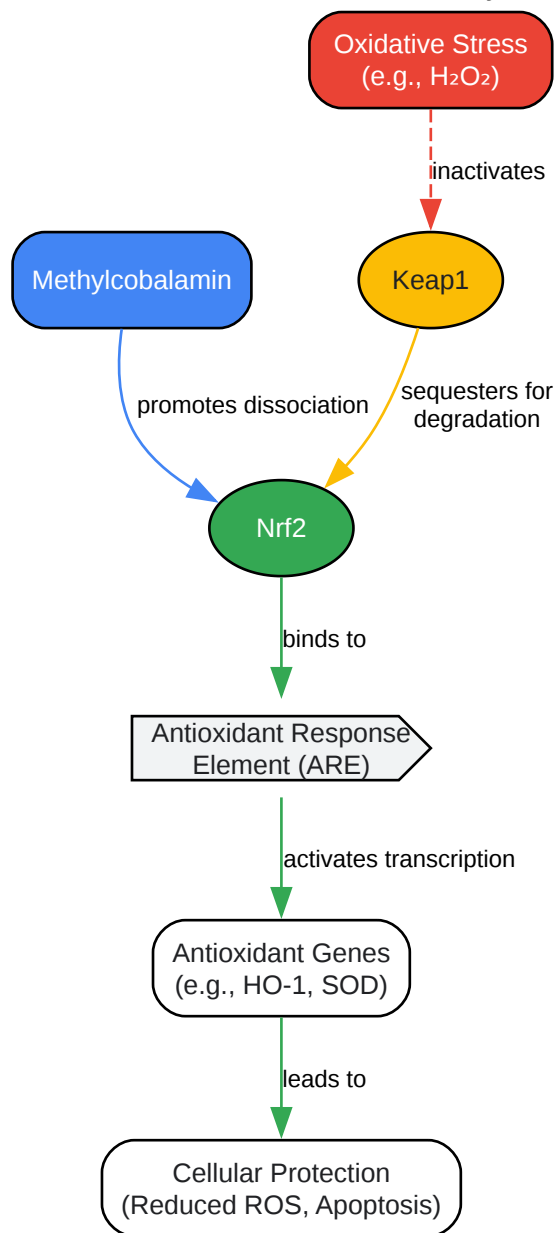 Oxidative Stress
(e.g., H₂O₂)
inactivates
Methylcobalamin
Keap1
promotes dissociation
sequesters for
degradation
Nrf2
binds to
Antioxidant Response
Element (ARE)
activates transcription
Antioxidant Genes
(e.g., HO-1, SOD)
leads to
Cellular Protection
(Reduced ROS, Apoptosis)